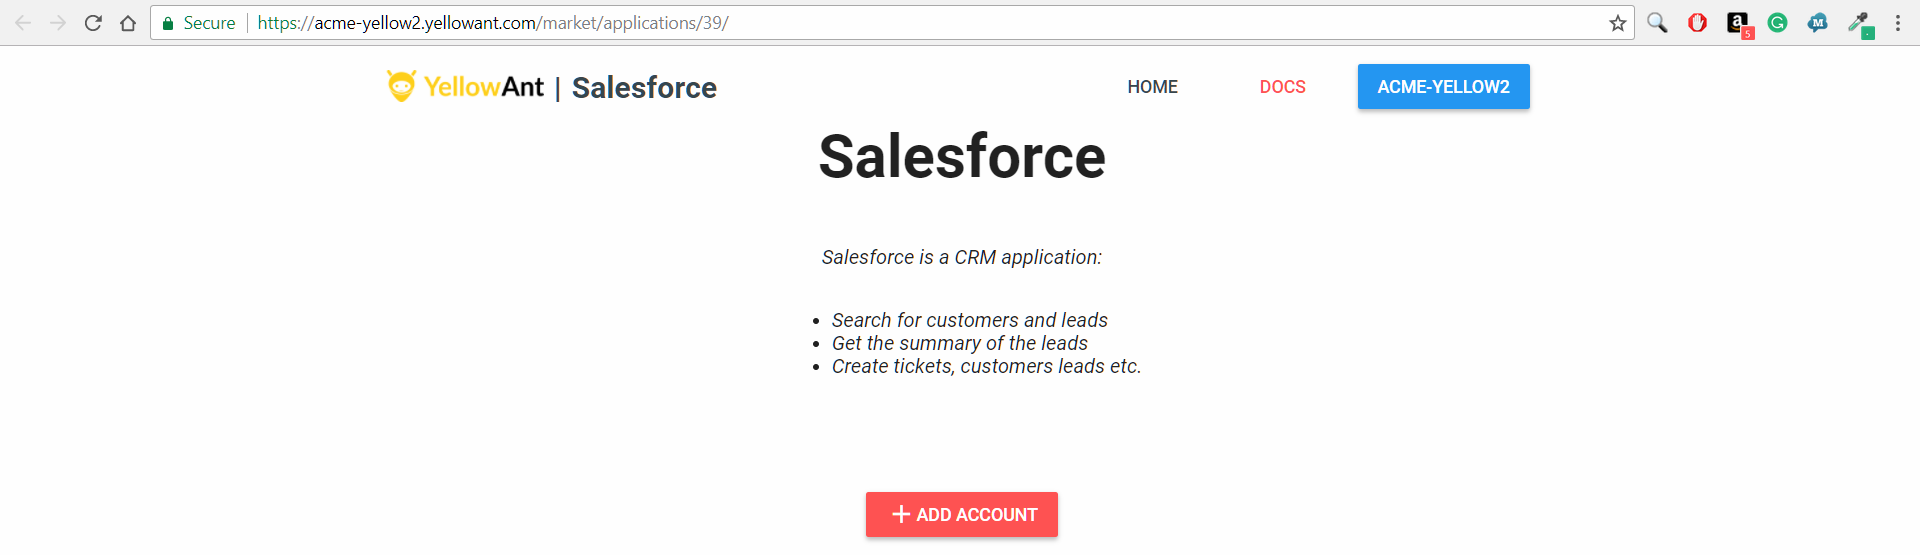 Secure https://acme-yellow2.yellowant.com/market/applications/39/
YellowAnt | Salesforce HOME DOCS ACME-YELLOW2
Salesforce
Salesforce is a CRM application:
Search for customers and leads
Get the summary of the leads
Create tickets, customers leads etc.
+ ADD ACCOUNT